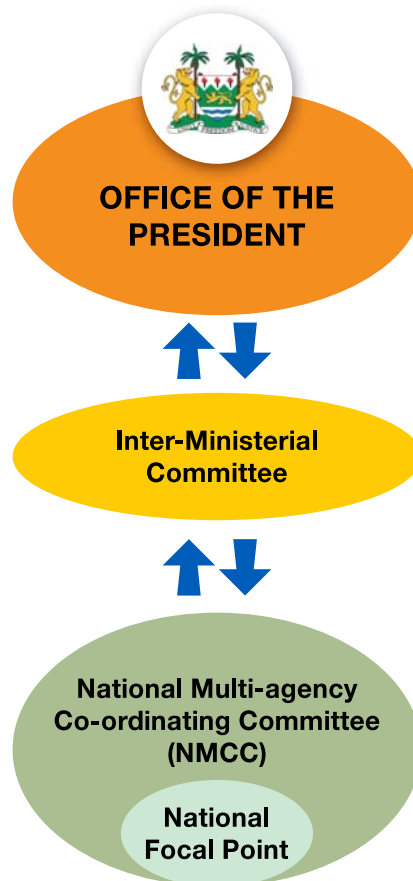 OFFICE OF THE
PRESIDENT
Inter-Ministerial
Committee
National Multi-agency
Co-ordinating Committee
(NMCC)
National
Focal Point